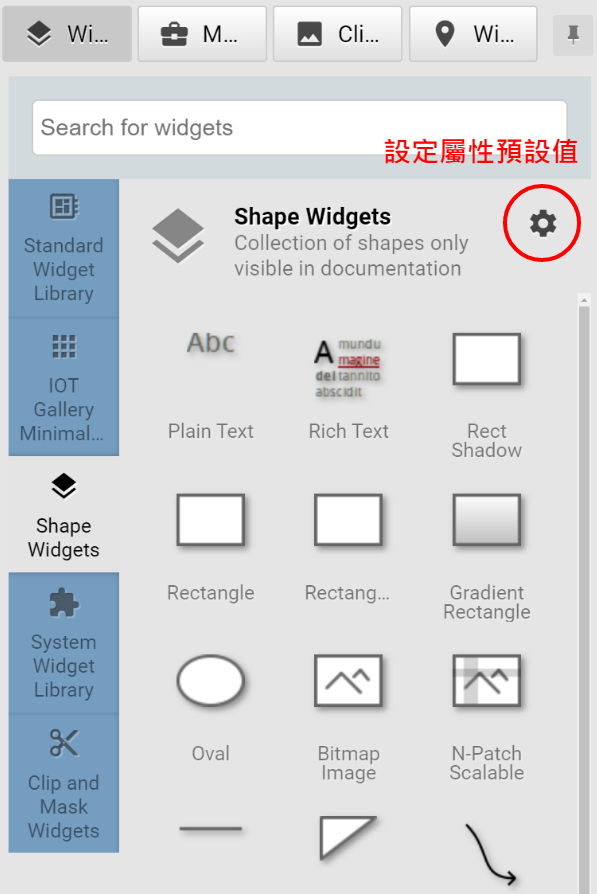 Wi...
M...
Cli...
Wi...
Search for widgets
設定屬性預設值
Standard
Widget
Library
IOT
Gallery
Minimal...
Shape
Widgets
System
Widget
Library
Clip and
Mask
Widgets
Shape Widgets
Collection of shapes only
visible in documentation
Abc
A mundu
magine
del tannito
abscidit
Plain Text
Rich Text
Rect
Shadow
Rectangle
Rectang...
Gradient
Rectangle
Oval
Bitmap
Image
N-Patch
Scalable